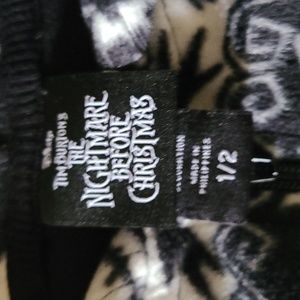 Disney
TIM BURTON'S
THE
NIGHTMARE
BEFORE
CHRISTMAS
MADE IN
PHILIPPINES
1/2